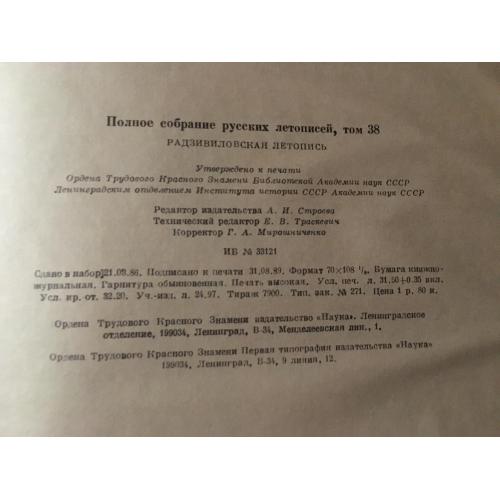 Полное собрание русских летописей, том 38
РАДЗИВИЛОВСКАЯ ЛЕТОПИСЬ
Утверждено к печати
Ордена Трудового Красного Знамени Библиотекой Академии наук СССР
Ленинградским отделением Института истории СССР Академии наук СССР
Редактор издательства А. И. Строева
Технический редактор Е. В. Траскевич
Корректор Г. А. Мирошниченко
ИБ № 33121
Сдано в набор 21.03.86. Подписано к печати 31.08.89. Формат 70×108 1/16. Бумага книжно-
журнальная. Гарнитура обыкновенная. Печать высокая. Усл. печ. л. 31.50+0.35 вкл.
Усл. кр.-от. 32.20. Уч.-изд. л. 24.97. Тираж 7900. Тип. зак. № 271. Цена 1 р. 80 к.
Ордена Трудового Красного Знамени издательство «Наука». Ленинградское
отделение, 199034, Ленинград, В-34, Менделеевская лин., 1.
Ордена Трудового Красного Знамени Первая типография издательства «Наука»
199034, Ленинград, В-34, 9 линия, 12.